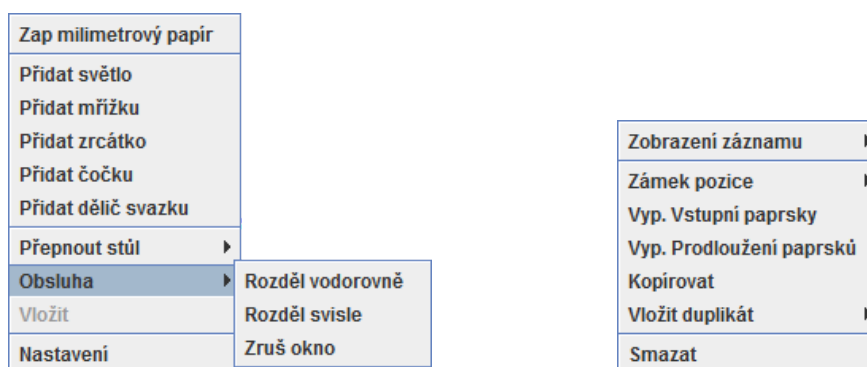 Zap milimetrový papír
Přidat světlo
Přidat mřížku
Přidat zrcátko
Přidat čočku
Přidat dělič svazku
Přepnout stůl
Obsluha
Vložit
Nastavení
Rozděl vodorovně
Rozděl svisle
Zruš okno
Zobrazení záznamu
Zámek pozice
Vyp. Vstupní paprsky
Vyp. Prodloužení paprsků
Kopírovat
Vložit duplikát
Smazat